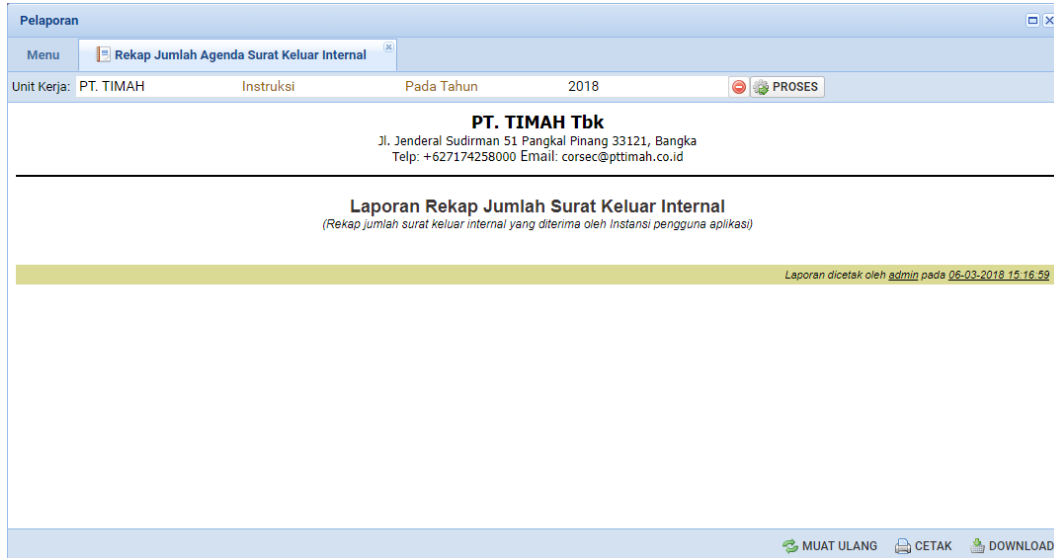 Pelaporan
Menu Rekap Jumlah Agenda Surat Keluar Internal
Unit Kerja: PT. TIMAH Instruksi Pada Tahun 2018 PROSES
PT. TIMAH Tbk
Jl. Jenderal Sudirman 51 Pangkal Pinang 33121, Bangka
Telp: +627174258000 Email: corsec@pttimah.co.id
Laporan Rekap Jumlah Surat Keluar Internal
(Rekap jumlah surat keluar internal yang diterima oleh Instansi pengguna aplikasi)
Laporan dicetak oleh admin pada 06-03-2018 15:16:59
MUAT ULANG CETAK DOWNLOAD